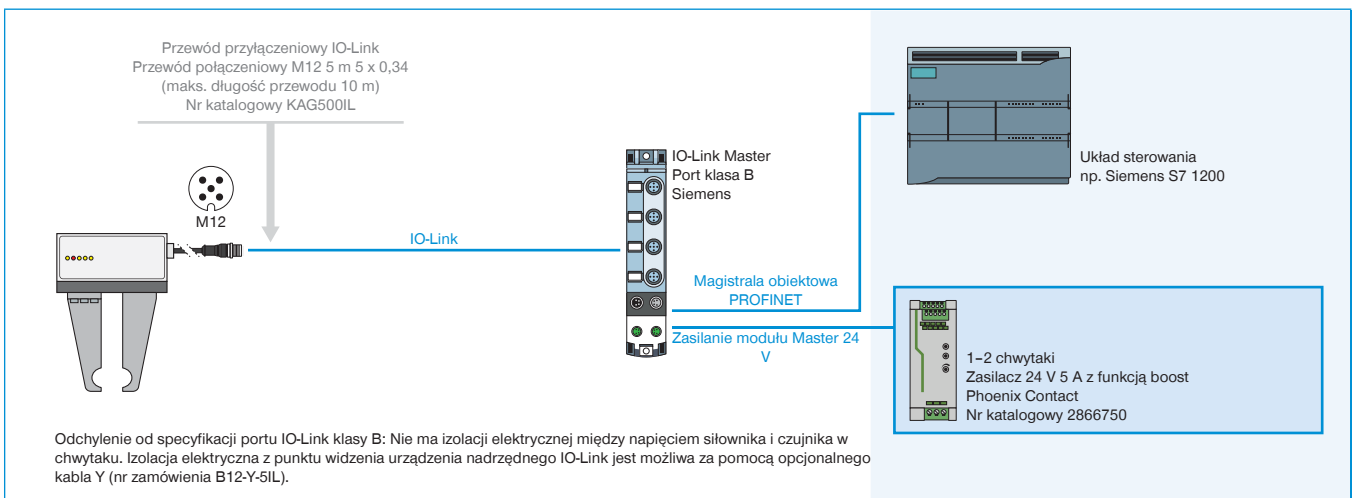 Przewód przyłączeniowy IO-Link
Przewód połączeniowy M12 5 m 5 x 0,34
(maks. długość przewodu 10 m)
Nr katalogowy KAG500IL
M12
IO-Link
IO-Link Master
Port klasa B
Siemens
Układ sterowania
np. Siemens S7 1200
Magistrala obiektowa
PROFINET
Zasilanie modułu Master 24
V
1–2 chwytaki
Zasilacz 24 V 5 A z funkcją boost
Phoenix Contact
Nr katalogowy 2866750
Odchylenie od specyfikacji portu IO-Link klasy B: Nie ma izolacji elektrycznej między napięciem siłownika i czujnika w
chwytaku. Izolacja elektryczna z punktu widzenia urządzenia nadrzędnego IO-Link jest możliwa za pomocą opcjonalnego
kabla Y (nr zamówienia B12-Y-5IL).